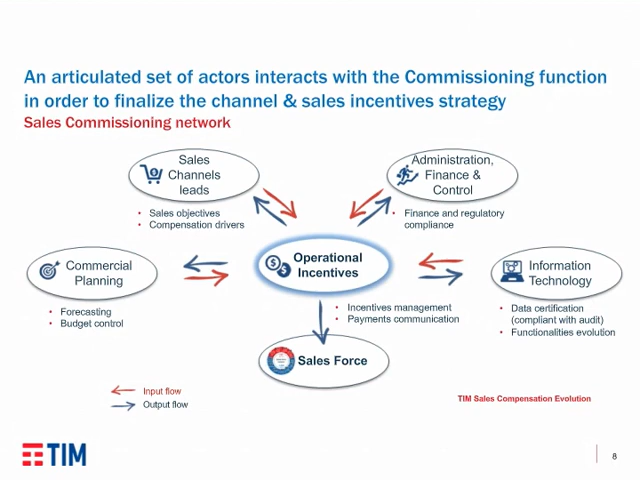 An articulated set of actors interacts with the Commissioning function
in order to finalize the channel & sales incentives strategy
Sales Commissioning network
Sales
Channels
leads
• Sales objectives
• Compensation drivers
Administration,
Finance &
Control
• Finance and regulatory
compliance
Commercial
Planning
• Forecasting
• Budget control
Operational
Incentives
• Incentives management
• Payments communication
Information
Technology
• Data certification
(compliant with audit)
• Functionalities evolution
Sales Force
Input flow
Output flow
TIM Sales Compensation Evolution
TIM
8